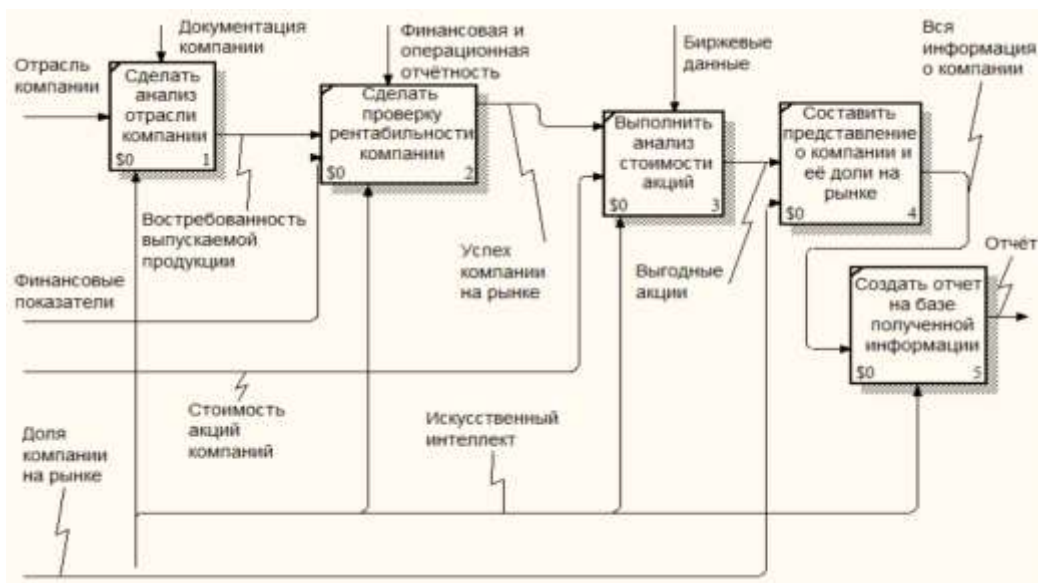 Документация
компании
Финансовая и
операционная
отчётность
Биржевые
данные
Вся
информация
о компании
Отрасль
компании
Сделать
анализ
отрасли
компании
$0 1
Сделать
проверку
рентабильности
компании
$0 2
Выполнить
анализ
стоимости
акций
$0 3
Составить
представление
о компании и
её доли на
рынке
$0 4
Востребованность
выпускаемой
продукции
Успех
компании
на рынке
Выгодные
акции
Отчёт
Финансовые
показатели
Создать отчет
на базе
полученной
информации
$0 5
Стоимость
акций
компаний
Искусственный
интеллект
Доля
компании
на рынке